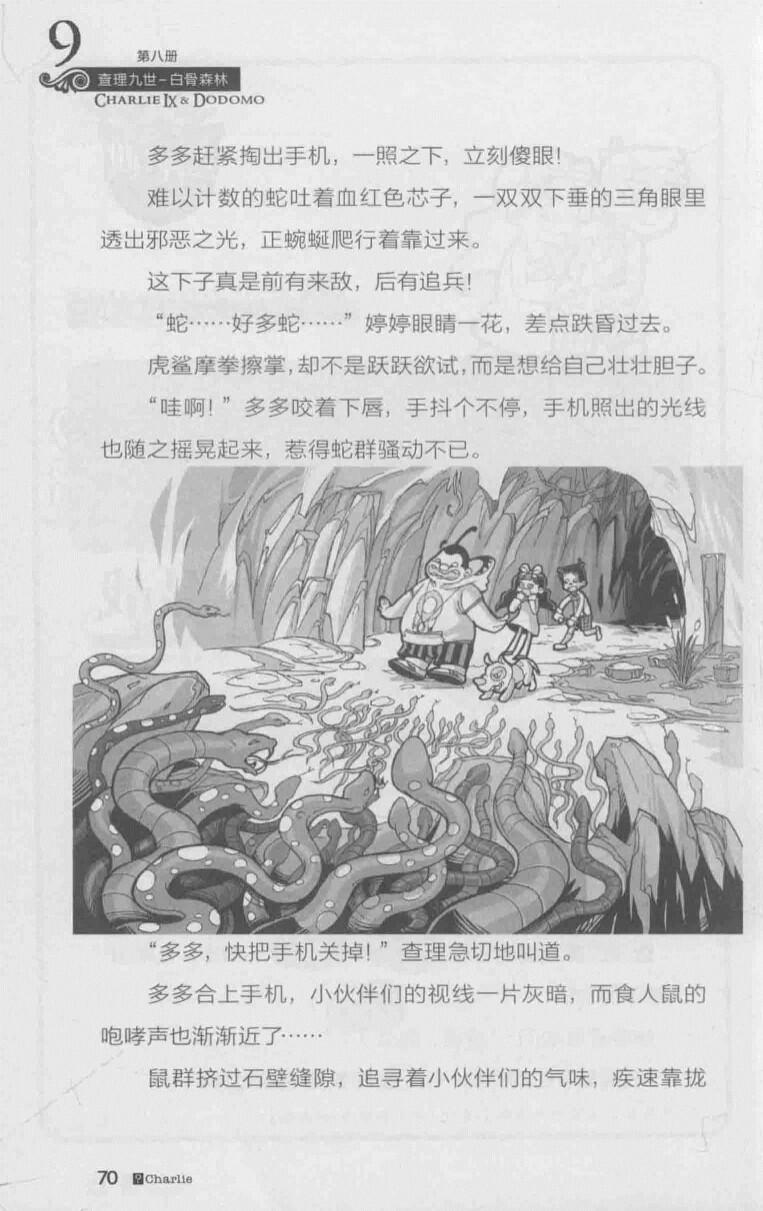 9
第八册
查理九世-白骨森林
CHARLIE IX & DODOMO
多多赶紧掏出手机，一照之下，立刻傻眼！
难以计数的蛇吐着血红色芯子，一双双下垂的三角眼里
透出邪恶之光，正蜿蜒爬行着靠过来。
这下子真是前有来敌，后有追兵！
“蛇……好多蛇……”婷婷眼睛一花，差点跌昏过去。
虎鲨摩拳擦掌，却不是跃跃欲试，而是想给自己壮壮胆子。
“哇啊！”多多咬着下唇，手抖个不停，手机照出的光线
也随之摇晃起来，惹得蛇群骚动不已。
“多多，快把手机关掉！”查理急切地叫道。
多多合上手机，小伙伴们的视线一片灰暗，而食人鼠的
咆哮声也渐渐近了……
鼠群挤过石壁缝隙，追寻着小伙伴们的气味，疾速靠拢
70 Charlie